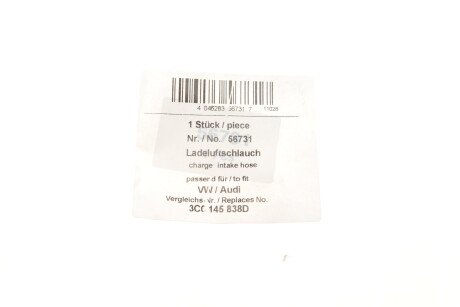 4 046283 56731 7 11028
1 Stück / piece
Nr. / No. 56731
Ladeluftschlauch
charge intake hose
passend für / to fit
VW / Audi
Vergleichs-Nr. / Replaces No.
3C0 145 838D